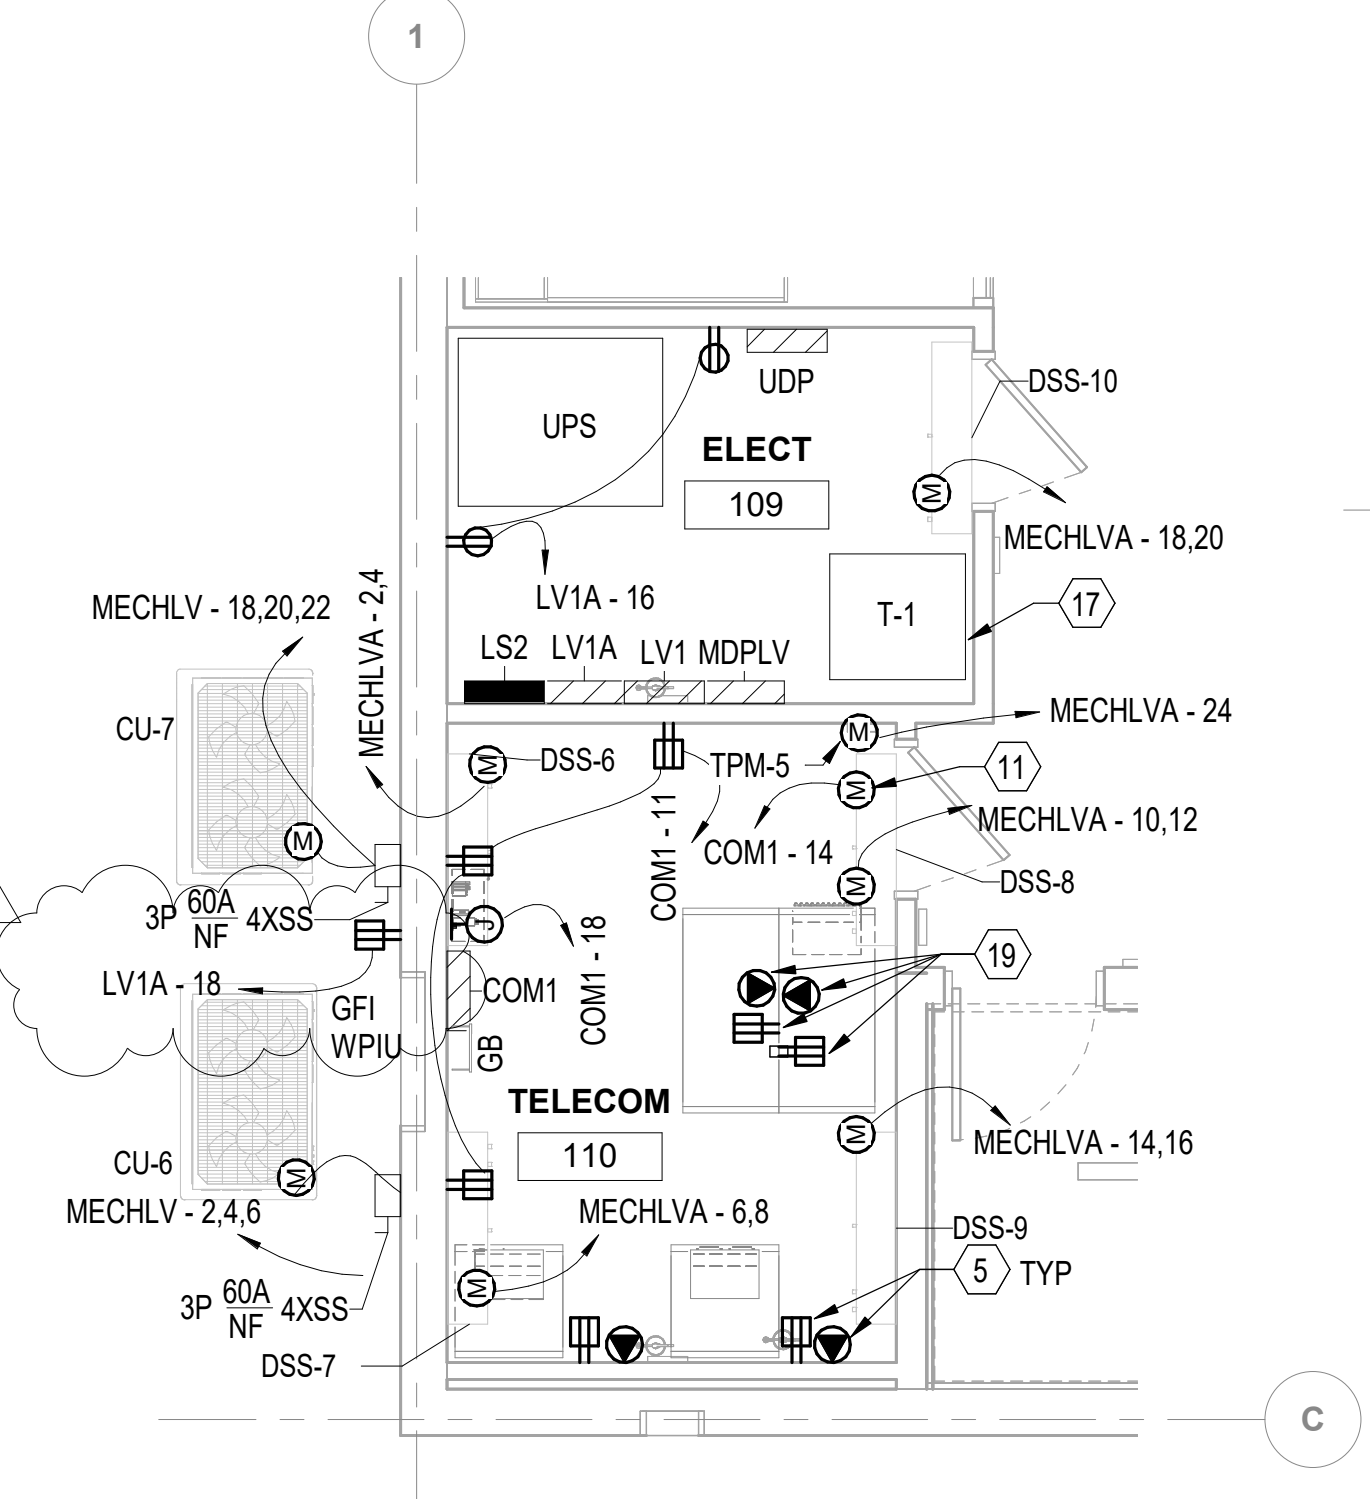 1
UPS
UDP
DSS-10
ELECT
109
MECHLVA - 18,20
LV1A - 16
T-1
17
MECHLVA - 2,4
MECHLV - 18,20,22
LS2
LV1A
LV1
MDPLV
CU-7
M
M
MECHLVA - 24
DSS-6
M
TPM-5
M
11
M
COM1 - 11
COM1 - 14
MECHLVA - 10,12
M
DSS-8
M
3P 60A 4XSS
NF
J
COM1 - 18
19
LV1A - 18
GFI
WPIU
COM1
GB
TELECOM
110
M
MECHLVA - 14,16
CU-6
M
MECHLV - 2,4,6
MECHLVA - 6,8
DSS-9
5
TYP
M
3P 60A 4XSS
NF
DSS-7
C